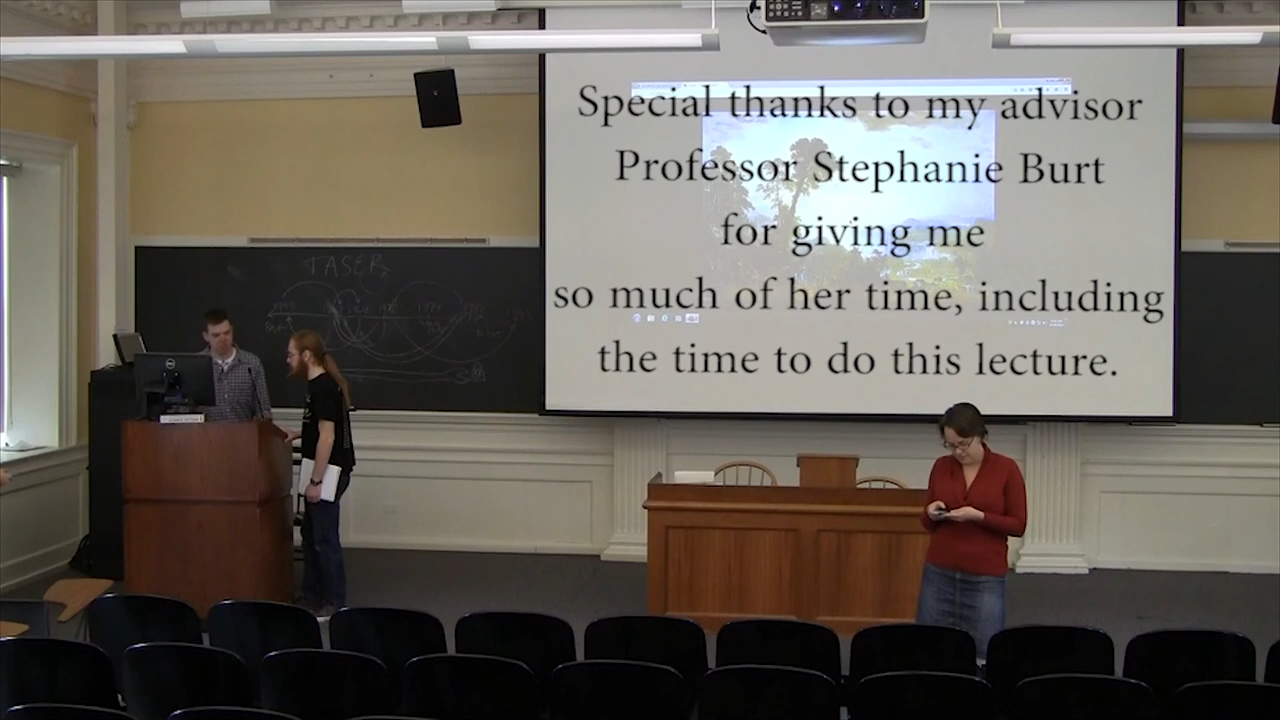 Special thanks to my advisor
Professor Stephanie Burt
for giving me
so much of her time, including
the time to do this lecture.
TASER
DELL